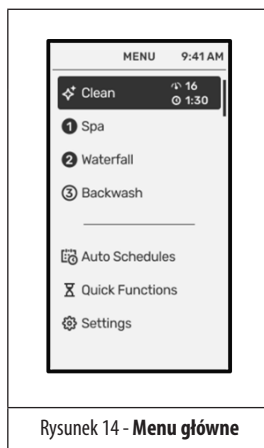 MENU 9:41 AM
Clean 16
1:30
1 Spa
2 Waterfall
3 Backwash
Auto Schedules
Quick Functions
Settings
Rysunek 14 - Menu główne